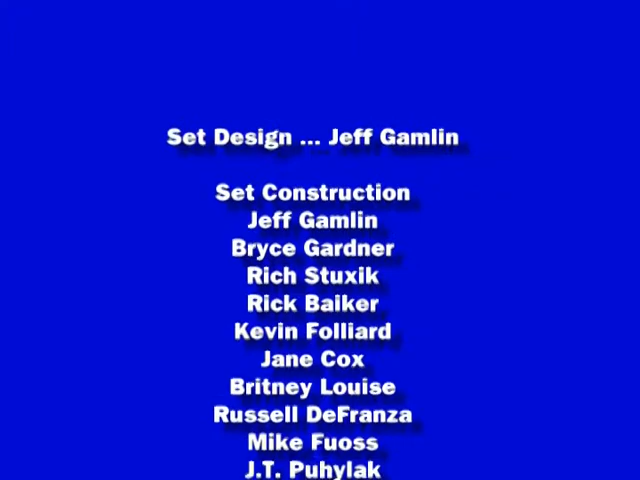 Set Design ... Jeff Gamlin
Set Construction
Jeff Gamlin
Bryce Gardner
Rich Stuxik
Rick Baiker
Kevin Folliard
Jane Cox
Britney Louise
Russell DeFranza
Mike Fuoss
J.T. Puhylak